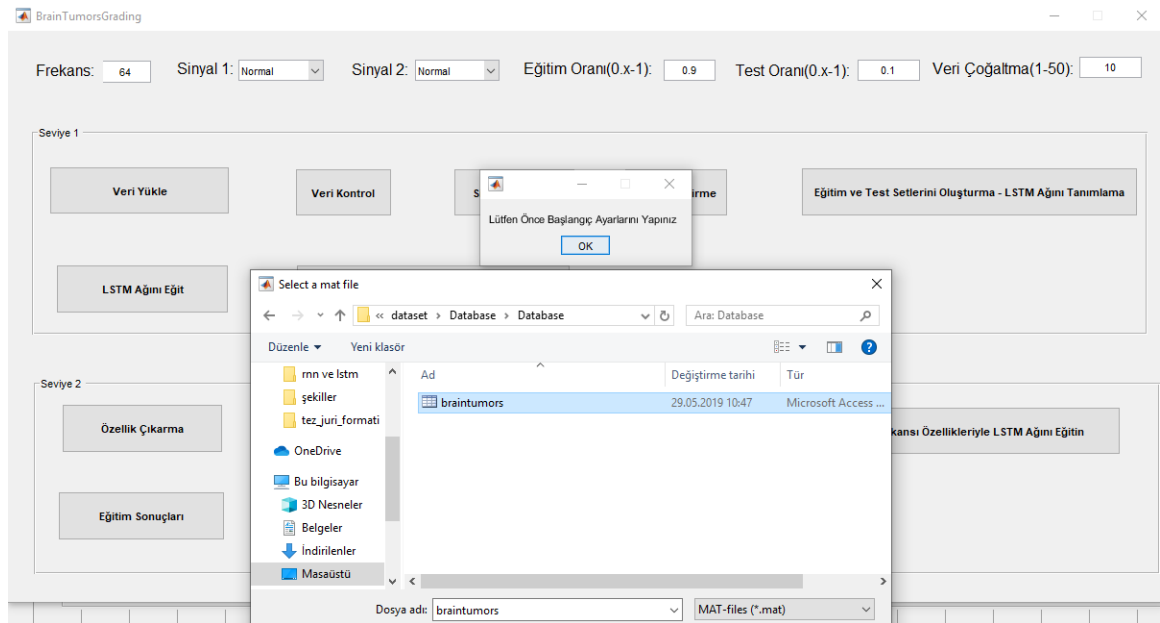 BrainTumorsGrading
Frekans: 64 Sinyal 1: Normal Sinyal 2: Normal Eğitim Oranı(0.x-1): 0.9 Test Oranı(0.x-1): 0.1 Veri Çoğaltma(1-50): 10
Seviye 1
Veri Yükle
Veri Kontrol
Eğitim ve Test Setlerini Oluşturma - LSTM Ağını Tanımlama
LSTM Ağını Eğit
Lütfen Önce Başlangıç Ayarlarını Yapınız
OK
Select a mat file
« dataset › Database › Database
Ara: Database
Düzenle Yeni klasör
Ad Değiştirme tarihi Tür
braintumors 29.05.2019 10:47 Microsoft Access ...
rnn ve lstm
şekiller
tez_juri_formati
OneDrive
Bu bilgisayar
3D Nesneler
Belgeler
İndirilenler
Masaüstü
Dosya adı: braintumors MAT-files (*.mat)
Seviye 2
Özellik Çıkarma
Özellikleriyle LSTM Ağını Eğitin
Eğitim Sonuçları